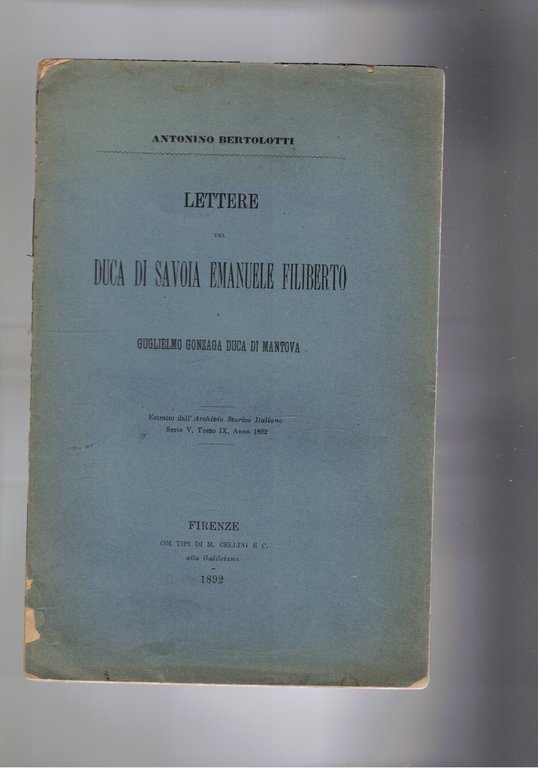 ANTONINO BERTOLOTTI
LETTERE
DEL
DUCA DI SAVOIA EMANUELE FILIBERTO
A
GUGLIELMO GONZAGA DUCA DI MANTOVA
Estratto dall'Archivio Storico Italiano
Serie V, Tomo IX, Anno 1892
FIRENZE
COI TIPI DI M. CELLINI E C.
alla Galileiana
1892